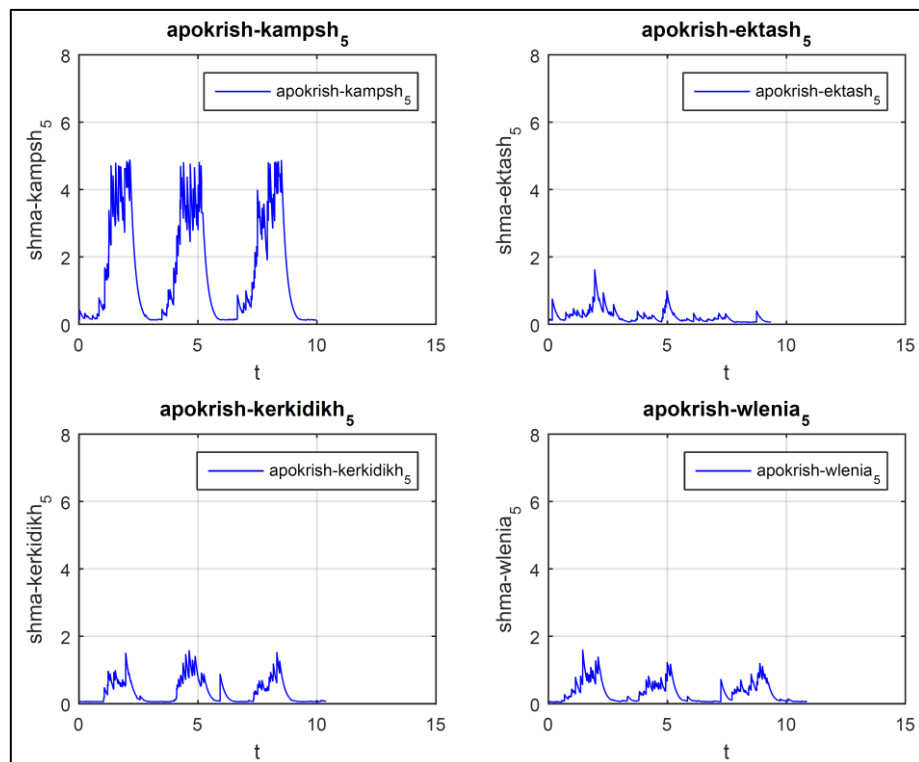 apokrish-kampsh5
8
6
4
2
0
0 5 10 15
shma-kampsh5
t
apokrish-kampsh5
apokrish-ektash5
8
6
4
2
0
0 5 10 15
shma-ektash5
t
apokrish-ektash5
apokrish-kerkidikh5
8
6
4
2
0
0 5 10 15
shma-kerkidikh5
t
apokrish-kerkidikh5
apokrish-wlenia5
8
6
4
2
0
0 5 10 15
shma-wlenia5
t
apokrish-wlenia5